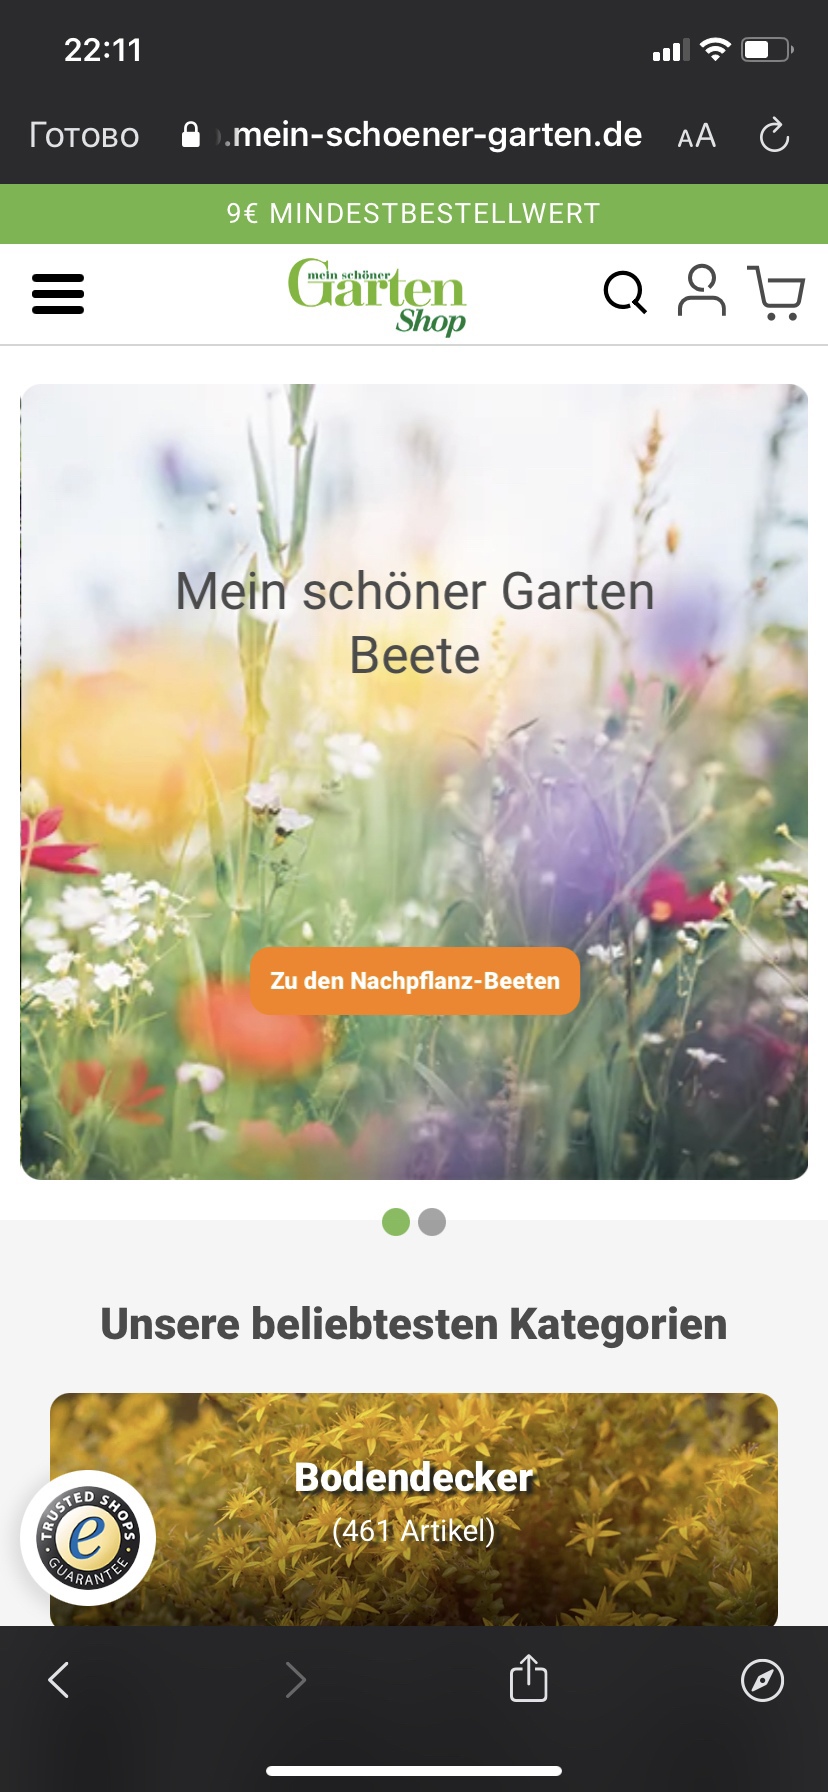 22:11
Готово
.mein-schoener-garten.de
AA
9€ MINDESTBESTELLWERT
mein schöner
Garten
Shop
Mein schöner Garten
Beete
Zu den Nachpflanz-Beeten
Unsere beliebtesten Kategorien
Bodendecker
(461 Artikel)
TRUSTED SHOPS
e
GUARANTEE